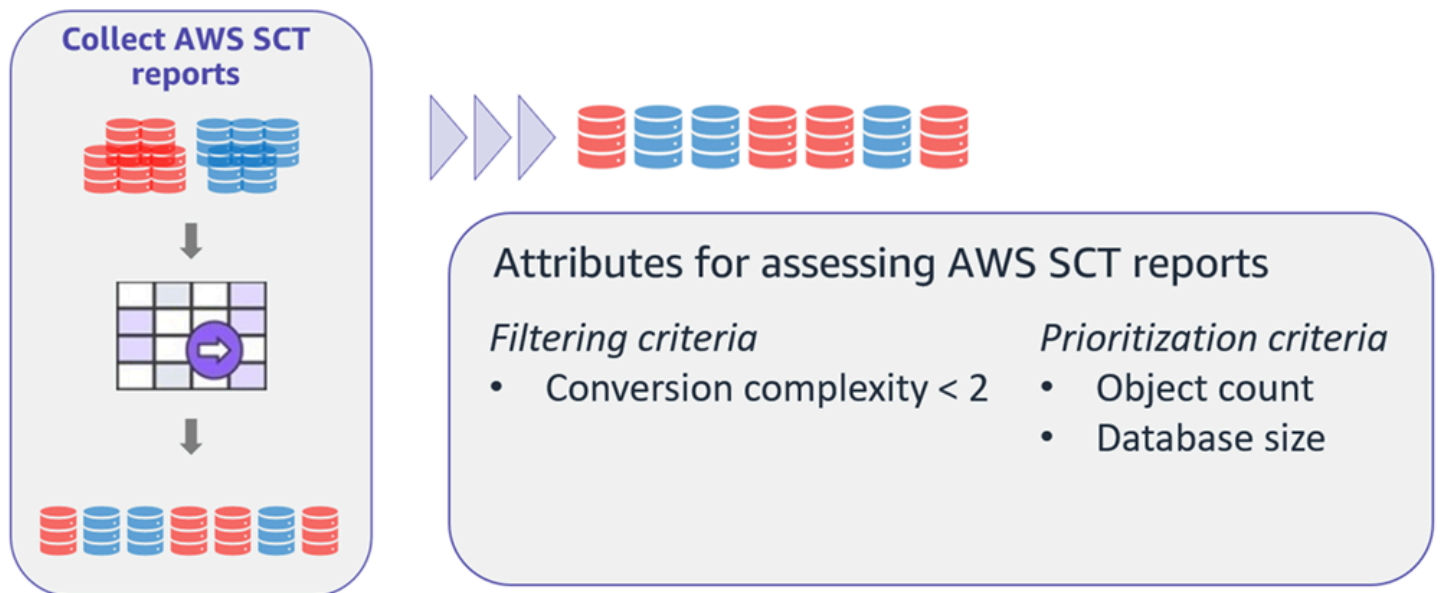 Collect AWS SCT
reports
Attributes for assessing AWS SCT reports
Filtering criteria
• Conversion complexity < 2
Prioritization criteria
• Object count
• Database size